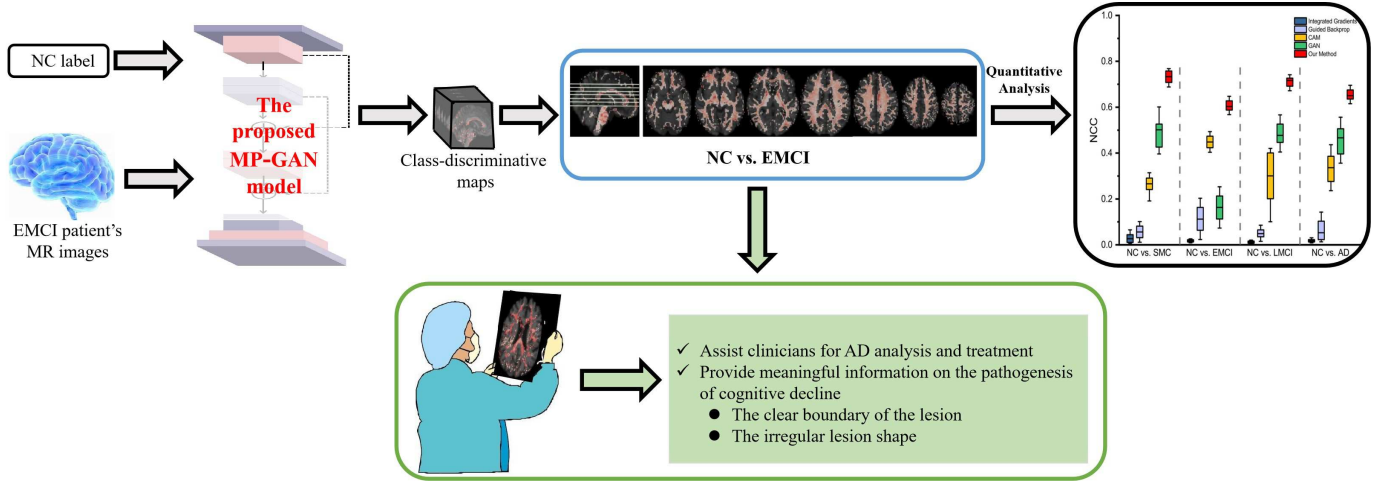 NC label
EMCI patient's
MR images
The
proposed
MP-GAN
model
Class-discriminative
maps
NC vs. EMCI
Quantitative
Analysis
1.0
0.8
0.6
0.4
0.2
0.0
NCC
Integrated Gradients
Guided Backprop
CAM
GAN
Our Method
NC vs. SMC
NC vs. EMCI
NC vs. LMCI
NC vs. AD
✓ Assist clinicians for AD analysis and treatment
✓ Provide meaningful information on the pathogenesis
of cognitive decline
● The clear boundary of the lesion
● The irregular lesion shape